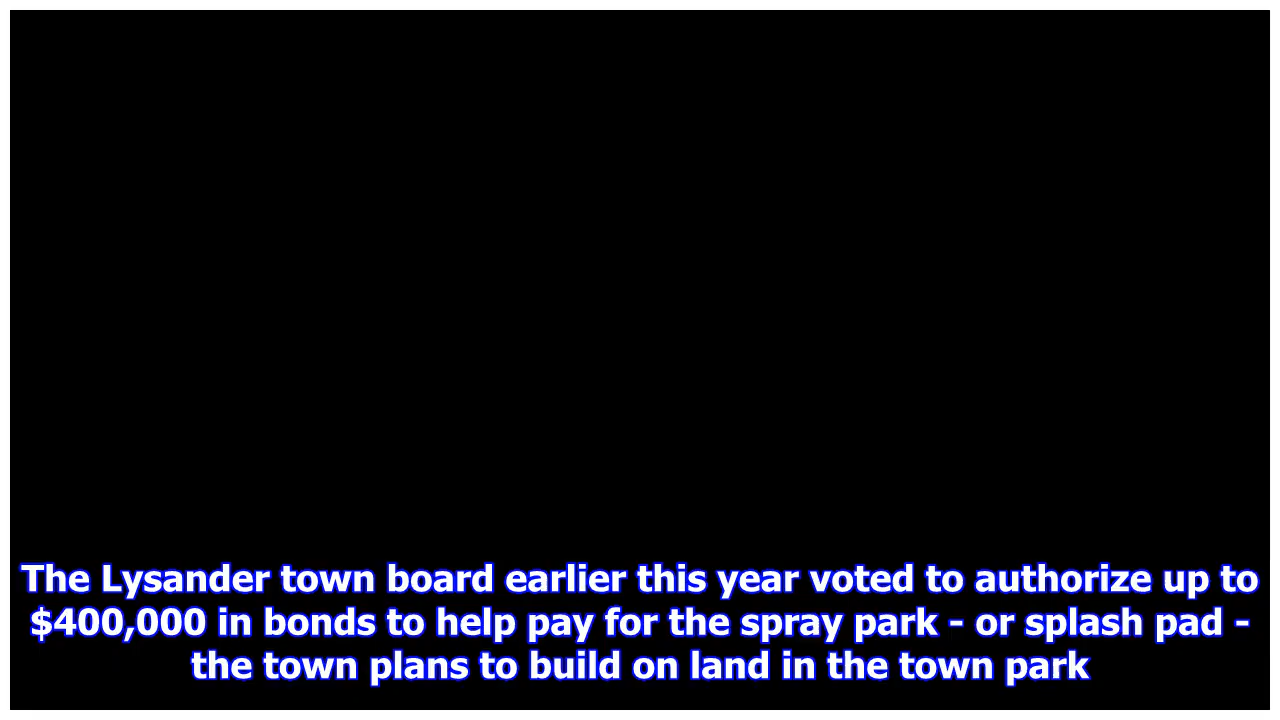 The Lysander town board earlier this year voted to authorize up to
$400,000 in bonds to help pay for the spray park - or splash pad -
the town plans to build on land in the town park